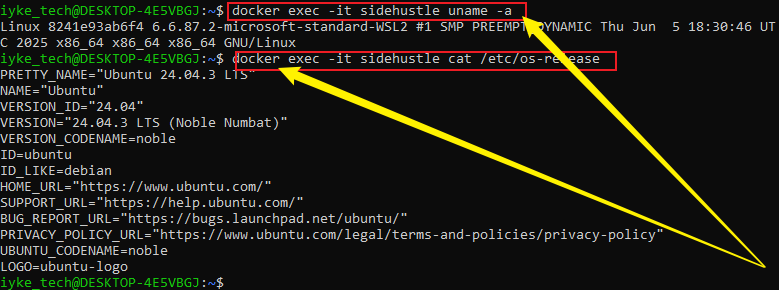 iyke_tech@DESKTOP-4E5VBGJ:~$ docker exec -it sidehustle uname -a
Linux 8241e93ab6f4 6.6.87.2-microsoft-standard-WSL2 #1 SMP PREEMPT_DYNAMIC Thu Jun  5 18:30:46 UT
C 2025 x86_64 x86_64 x86_64 GNU/Linux
iyke_tech@DESKTOP-4E5VBGJ:~$ docker exec -it sidehustle cat /etc/os-release
PRETTY_NAME="Ubuntu 24.04.3 LTS"
NAME="Ubuntu"
VERSION_ID="24.04"
VERSION="24.04.3 LTS (Noble Numbat)"
VERSION_CODENAME=noble
ID=ubuntu
ID_LIKE=debian
HOME_URL="https://www.ubuntu.com/"
SUPPORT_URL="https://help.ubuntu.com/"
BUG_REPORT_URL="https://bugs.launchpad.net/ubuntu/"
PRIVACY_POLICY_URL="https://www.ubuntu.com/legal/terms-and-policies/privacy-policy"
UBUNTU_CODENAME=noble
LOGO=ubuntu-logo
iyke_tech@DESKTOP-4E5VBGJ:~$